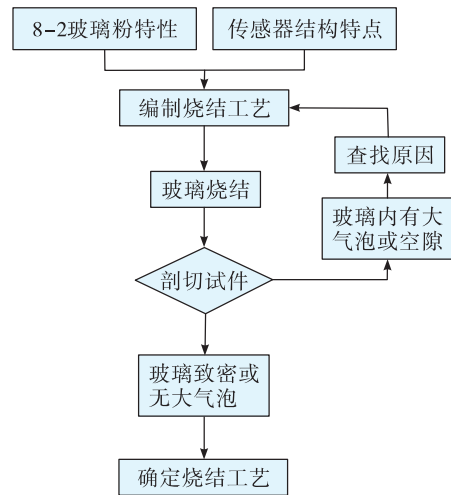 8-2玻璃粉特性
传感器结构特点
编制烧结工艺
查找原因
玻璃烧结
玻璃内有大
气泡或空隙
剖切试件
玻璃致密或
无大气泡
确定烧结工艺